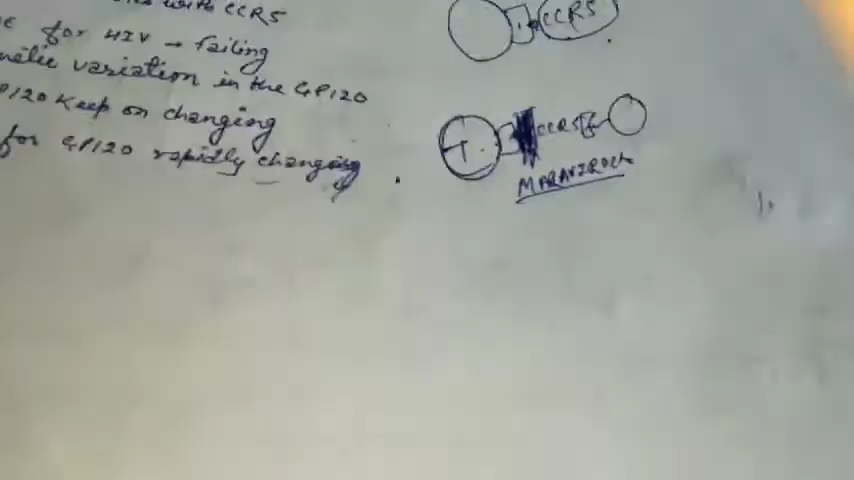 with CCR5
for HIV → failing
variation in the GP120
P120 Keep on changing
for GP120 rapidly changing
CCR5
T CCR5
MARAVIROC